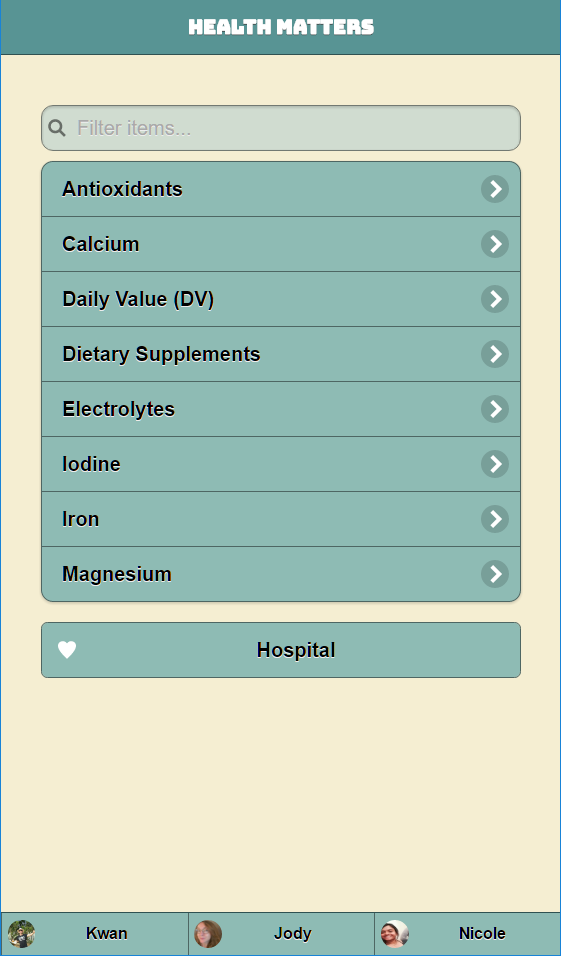 HEALTH MATTERS
Filter items...
Antioxidants
Calcium
Daily Value (DV)
Dietary Supplements
Electrolytes
Iodine
Iron
Magnesium
Hospital
Kwan
Jody
Nicole